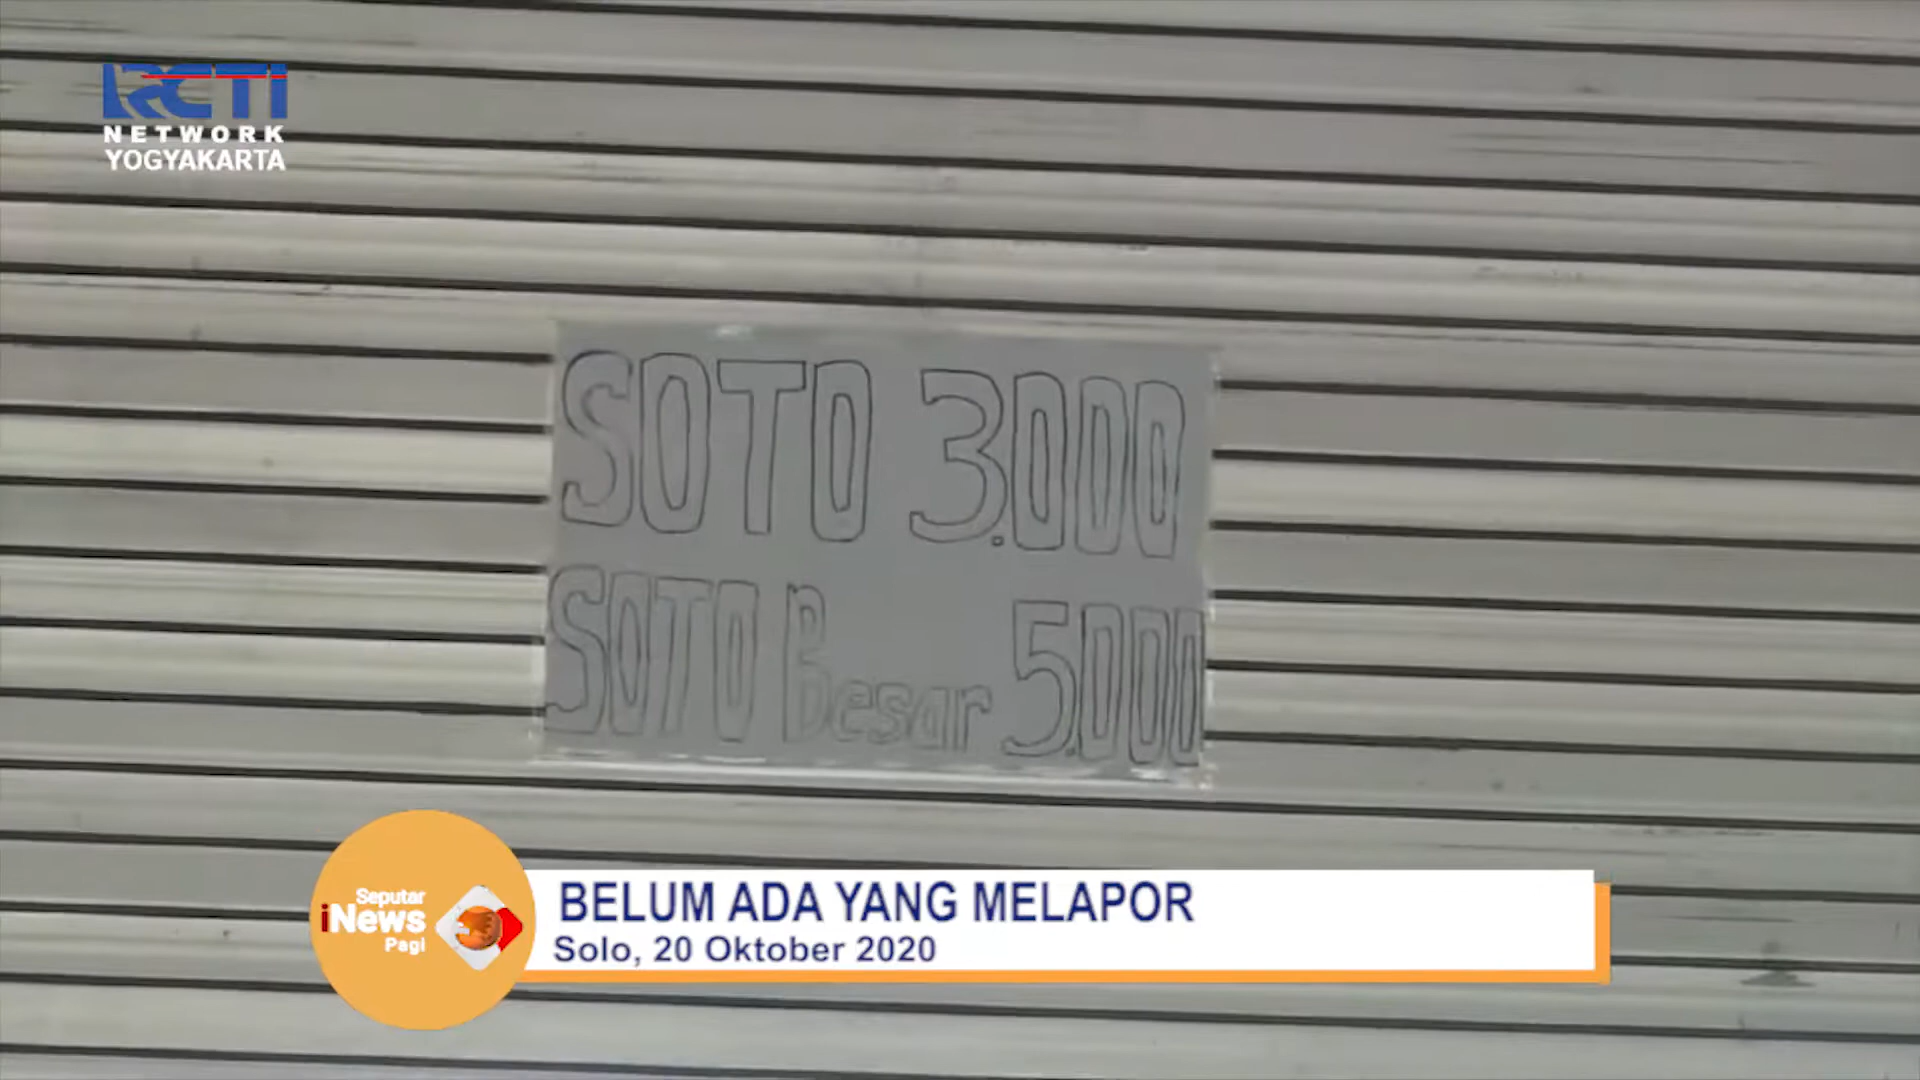 RCTI
NETWORK
YOGYAKARTA
SOTO 3.000
SOTO Besar 5.000
Seputar
iNews
Pagi
BELUM ADA YANG MELAPOR
Solo, 20 Oktober 2020